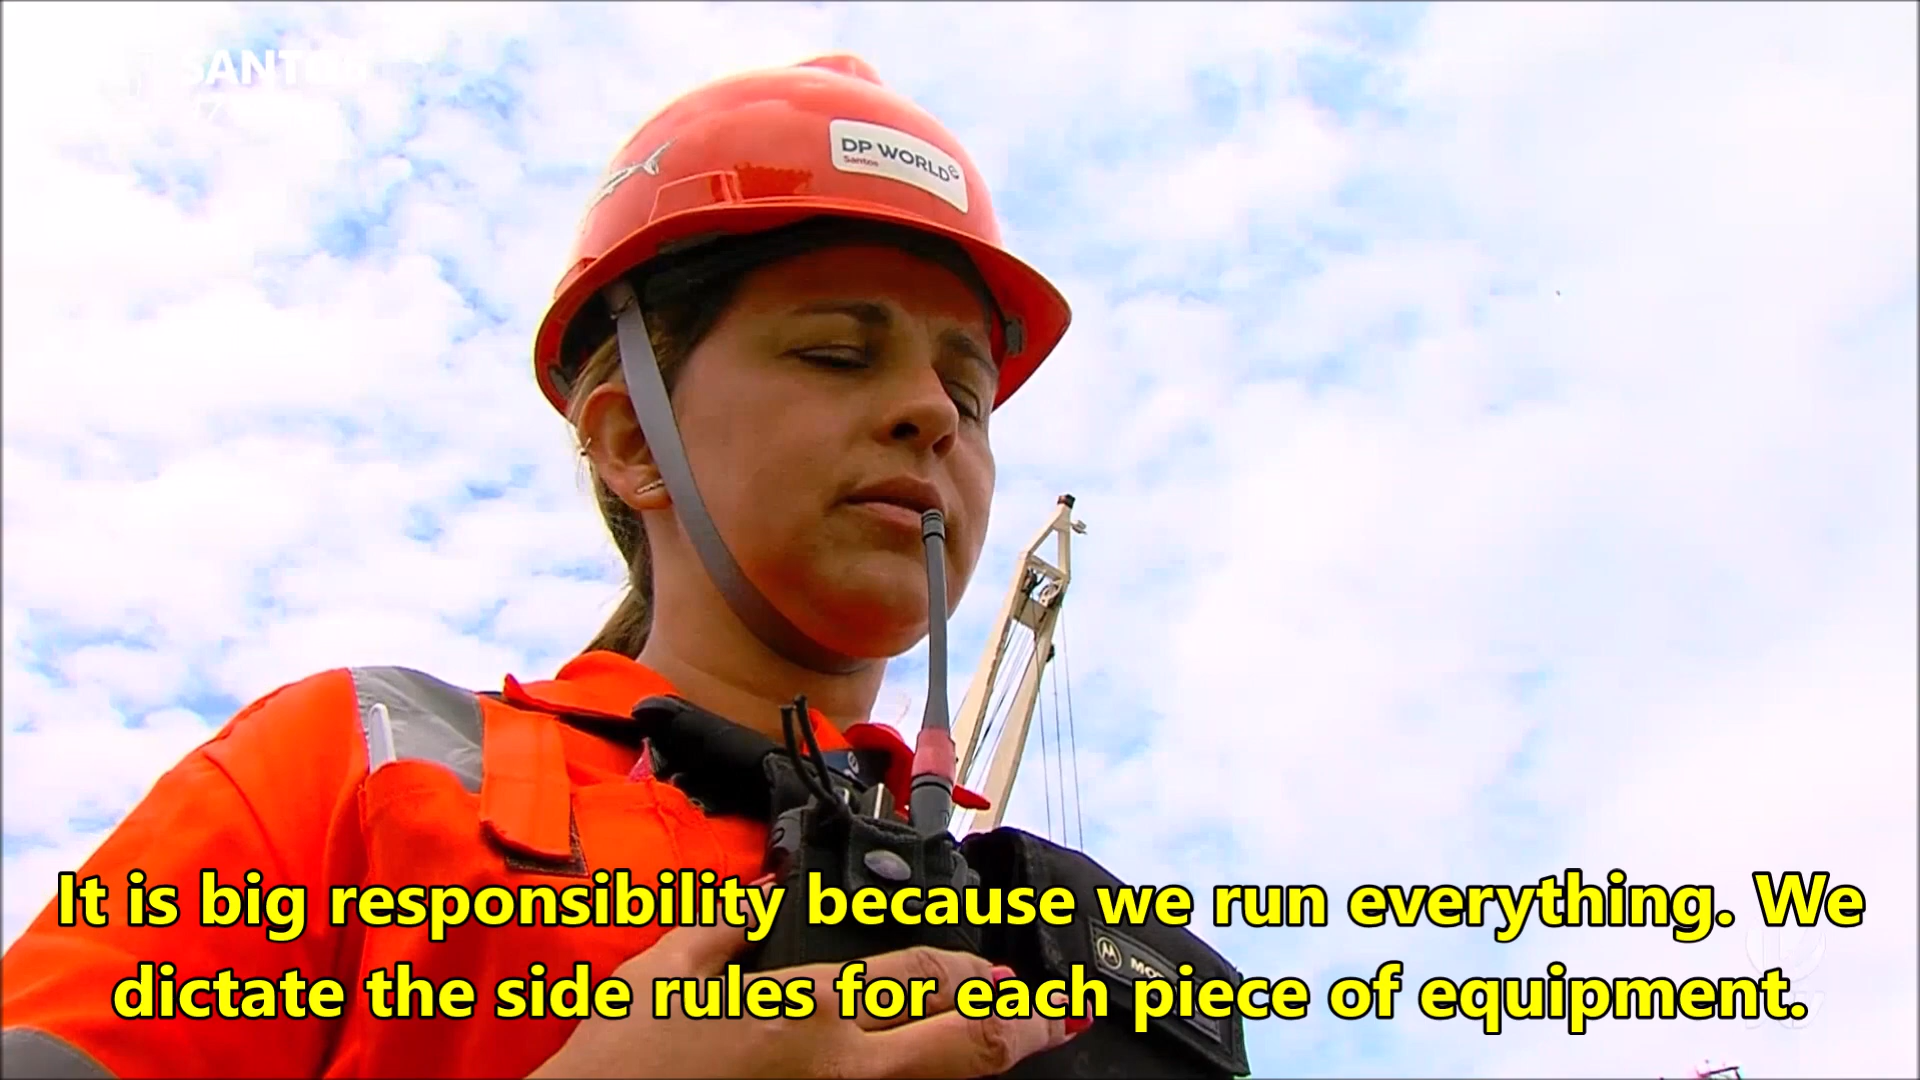 SANTOS
DP WORLD
Santos
It is big responsibility because we run everything. We
dictate the side rules for each piece of equipment.